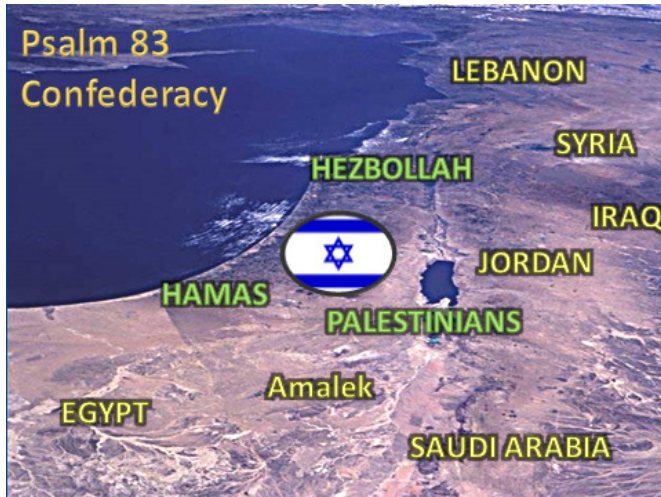 Psalm 83
Confederacy
LEBANON
SYRIA
HEZBOLLAH
IRAQ
JORDAN
HAMAS
PALESTINIANS
Amalek
EGYPT
SAUDI ARABIA